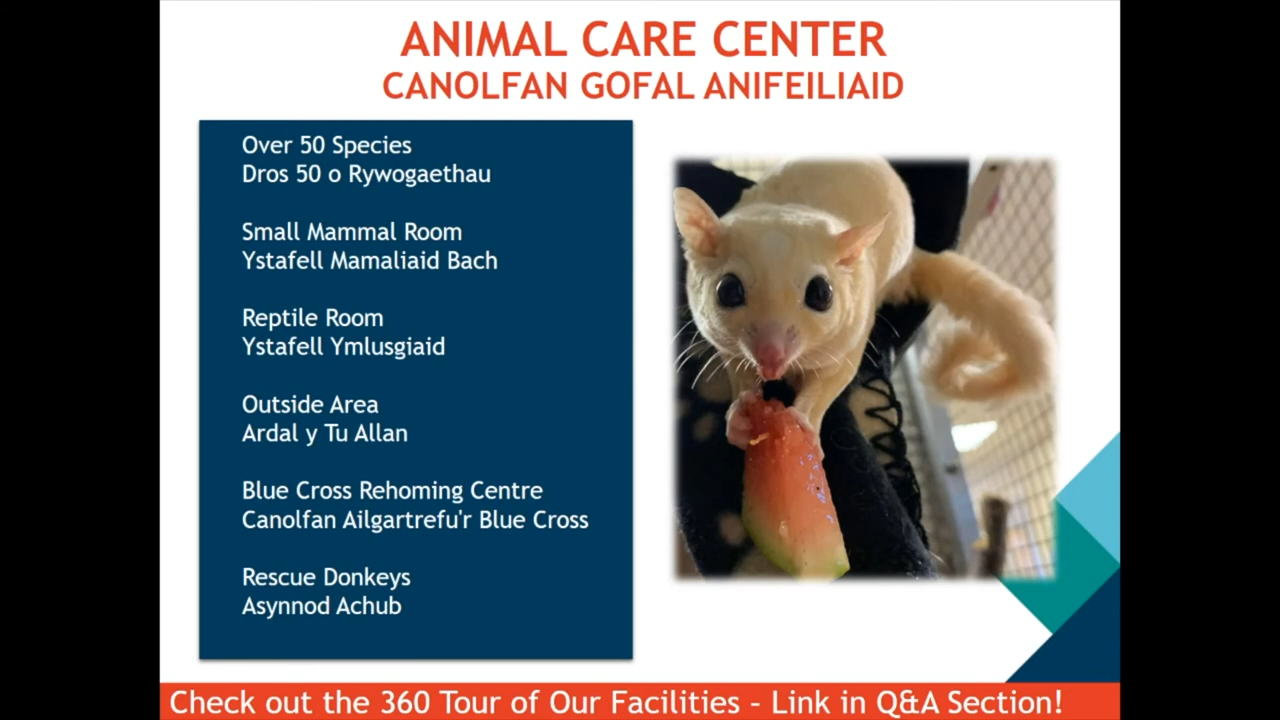 ANIMAL CARE CENTER
CANOLFAN GOFAL ANIFEILIAID
Over 50 Species
Dros 50 o Rywogaethau
Small Mammal Room
Ystafell Mamaliaid Bach
Reptile Room
Ystafell Ymlusgiaid
Outside Area
Ardal y Tu Allan
Blue Cross Rehoming Centre
Canolfan Ailgartrefu'r Blue Cross
Rescue Donkeys
Asynnod Achub
Check out the 360 Tour of Our Facilities - Link in Q&A Section!